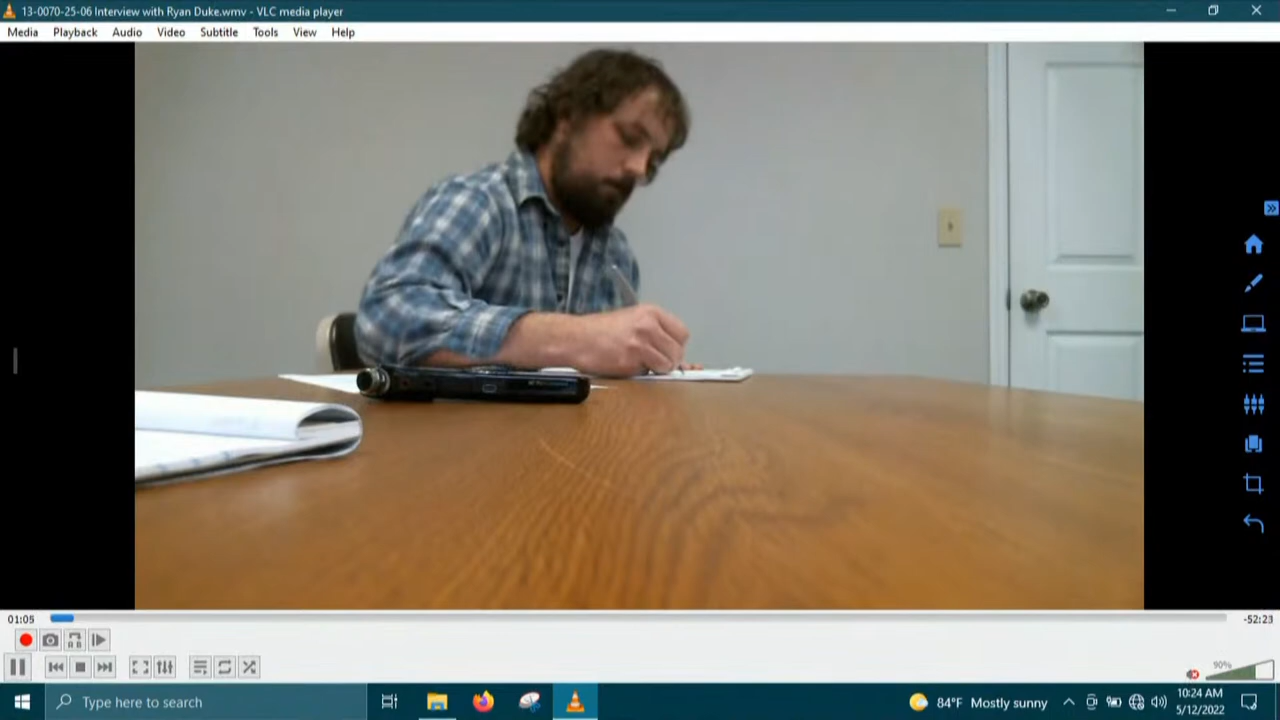 13-0070-25-06 Interview with Ryan Duke.wmv - VLC media player
Media Playback Audio Video Subtitle Tools View Help
01:05
-52:23
90%
Type here to search
84°F Mostly sunny
10:24 AM
5/12/2022